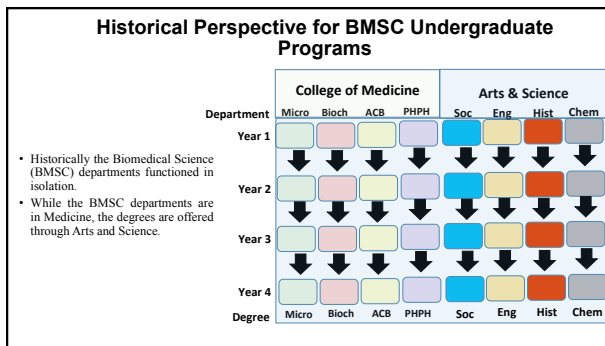 Historical Perspective for BMSC Undergraduate
Programs
College of Medicine
Arts & Science
Department Micro Bioch ACB PHPH Soc Eng Hist Chem
Year 1
• Historically the Biomedical Science
(BMSC) departments functioned in
isolation.
• While the BMSC departments are
in Medicine, the degrees are offered
through Arts and Science.
Year 2
Year 3
Year 4
Degree Micro Bioch ACB PHPH Soc Eng Hist Chem